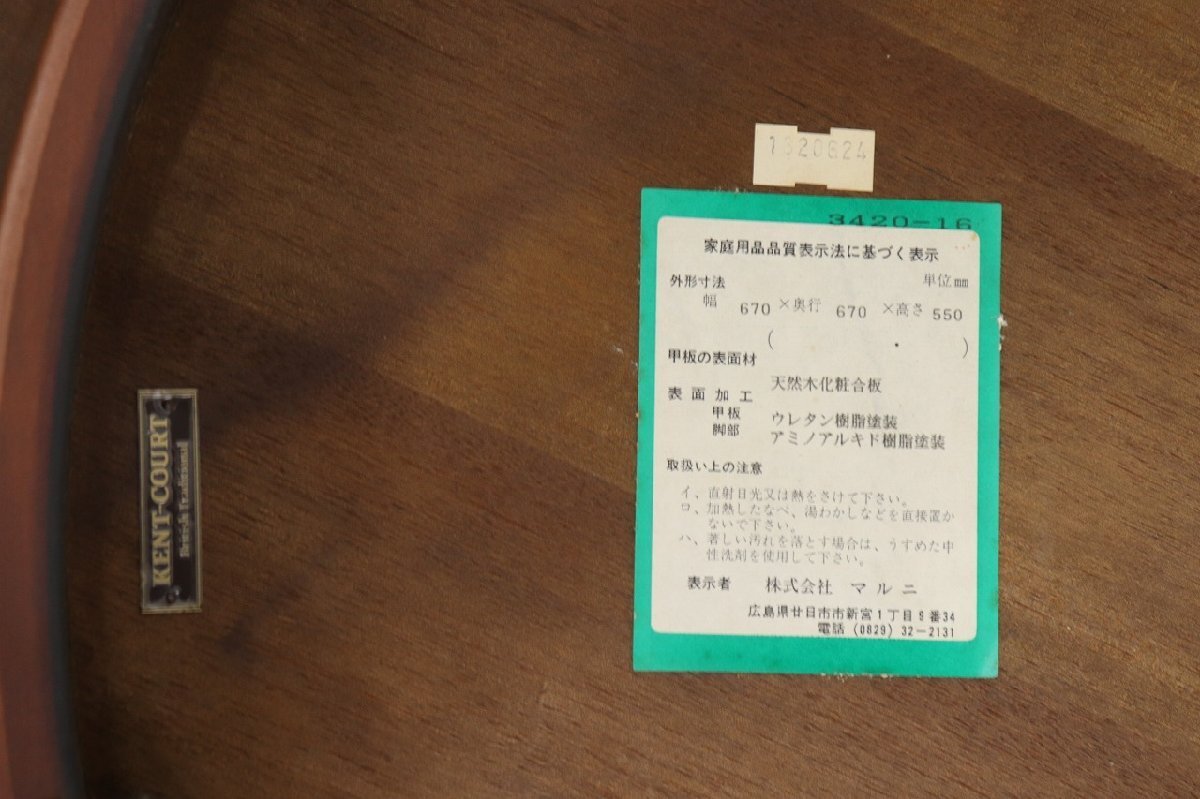 3420-16
家庭用品品質表示法に基づく表示
外形寸法 単位mm
幅 670 ×奥行 670 ×高さ 550
( . )
甲板の表面材
天然木化粧合板
表面加工
甲板 ウレタン樹脂塗装
脚部 アミノアルキド樹脂塗装
取扱い上の注意
イ、直射日光又は熱をさけて下さい。
ロ、加熱したなべ、湯わかしなどを直接置か
ないで下さい。
ハ、著しい汚れを落とす場合は、うすめた中
性洗剤を使用して下さい。
表示者 株式会社 マルニ
広島県廿日市市新宮1丁目9番34
電話 (0829) 32-2131
KENT-COURT
British Traditional